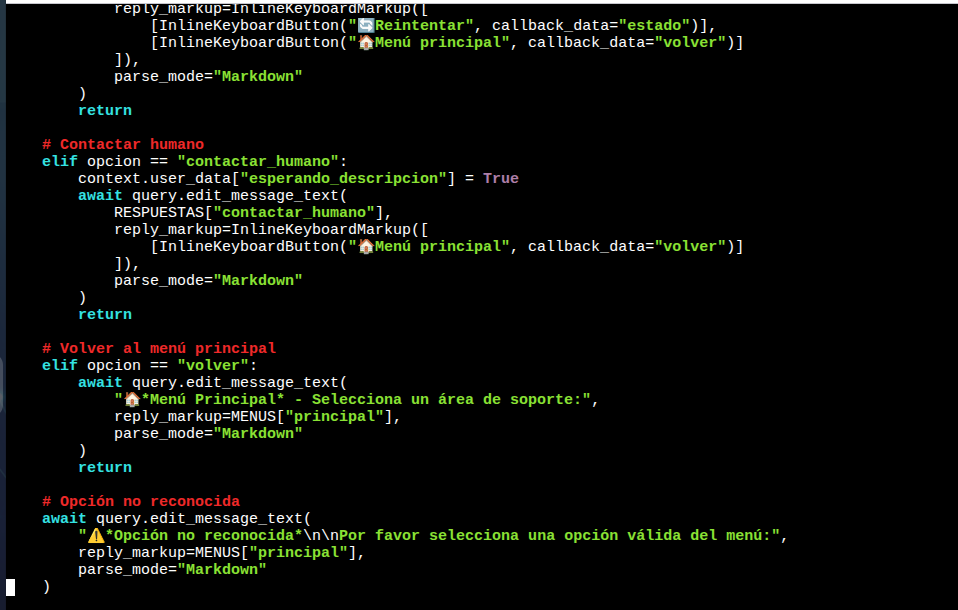 reply_markup=InlineKeyboardMarkup([
                [InlineKeyboardButton("🔄Reintentar", callback_data="estado")],
                [InlineKeyboardButton("🏠Menú principal", callback_data="volver")]
            ]),
            parse_mode="Markdown"
        )
        return

    # Contactar humano
    elif opcion == "contactar_humano":
        context.user_data["esperando_descripcion"] = True
        await query.edit_message_text(
            RESPUESTAS["contactar_humano"],
            reply_markup=InlineKeyboardMarkup([
                [InlineKeyboardButton("🏠Menú principal", callback_data="volver")]
            ]),
            parse_mode="Markdown"
        )
        return

    # Volver al menú principal
    elif opcion == "volver":
        await query.edit_message_text(
            "🏠*Menú Principal* - Selecciona un área de soporte:",
            reply_markup=MENUS["principal"],
            parse_mode="Markdown"
        )
        return

    # Opción no reconocida
    await query.edit_message_text(
        "⚠️*Opción no reconocida*\n\nPor favor selecciona una opción válida del menú:",
        reply_markup=MENUS["principal"],
        parse_mode="Markdown"
    )